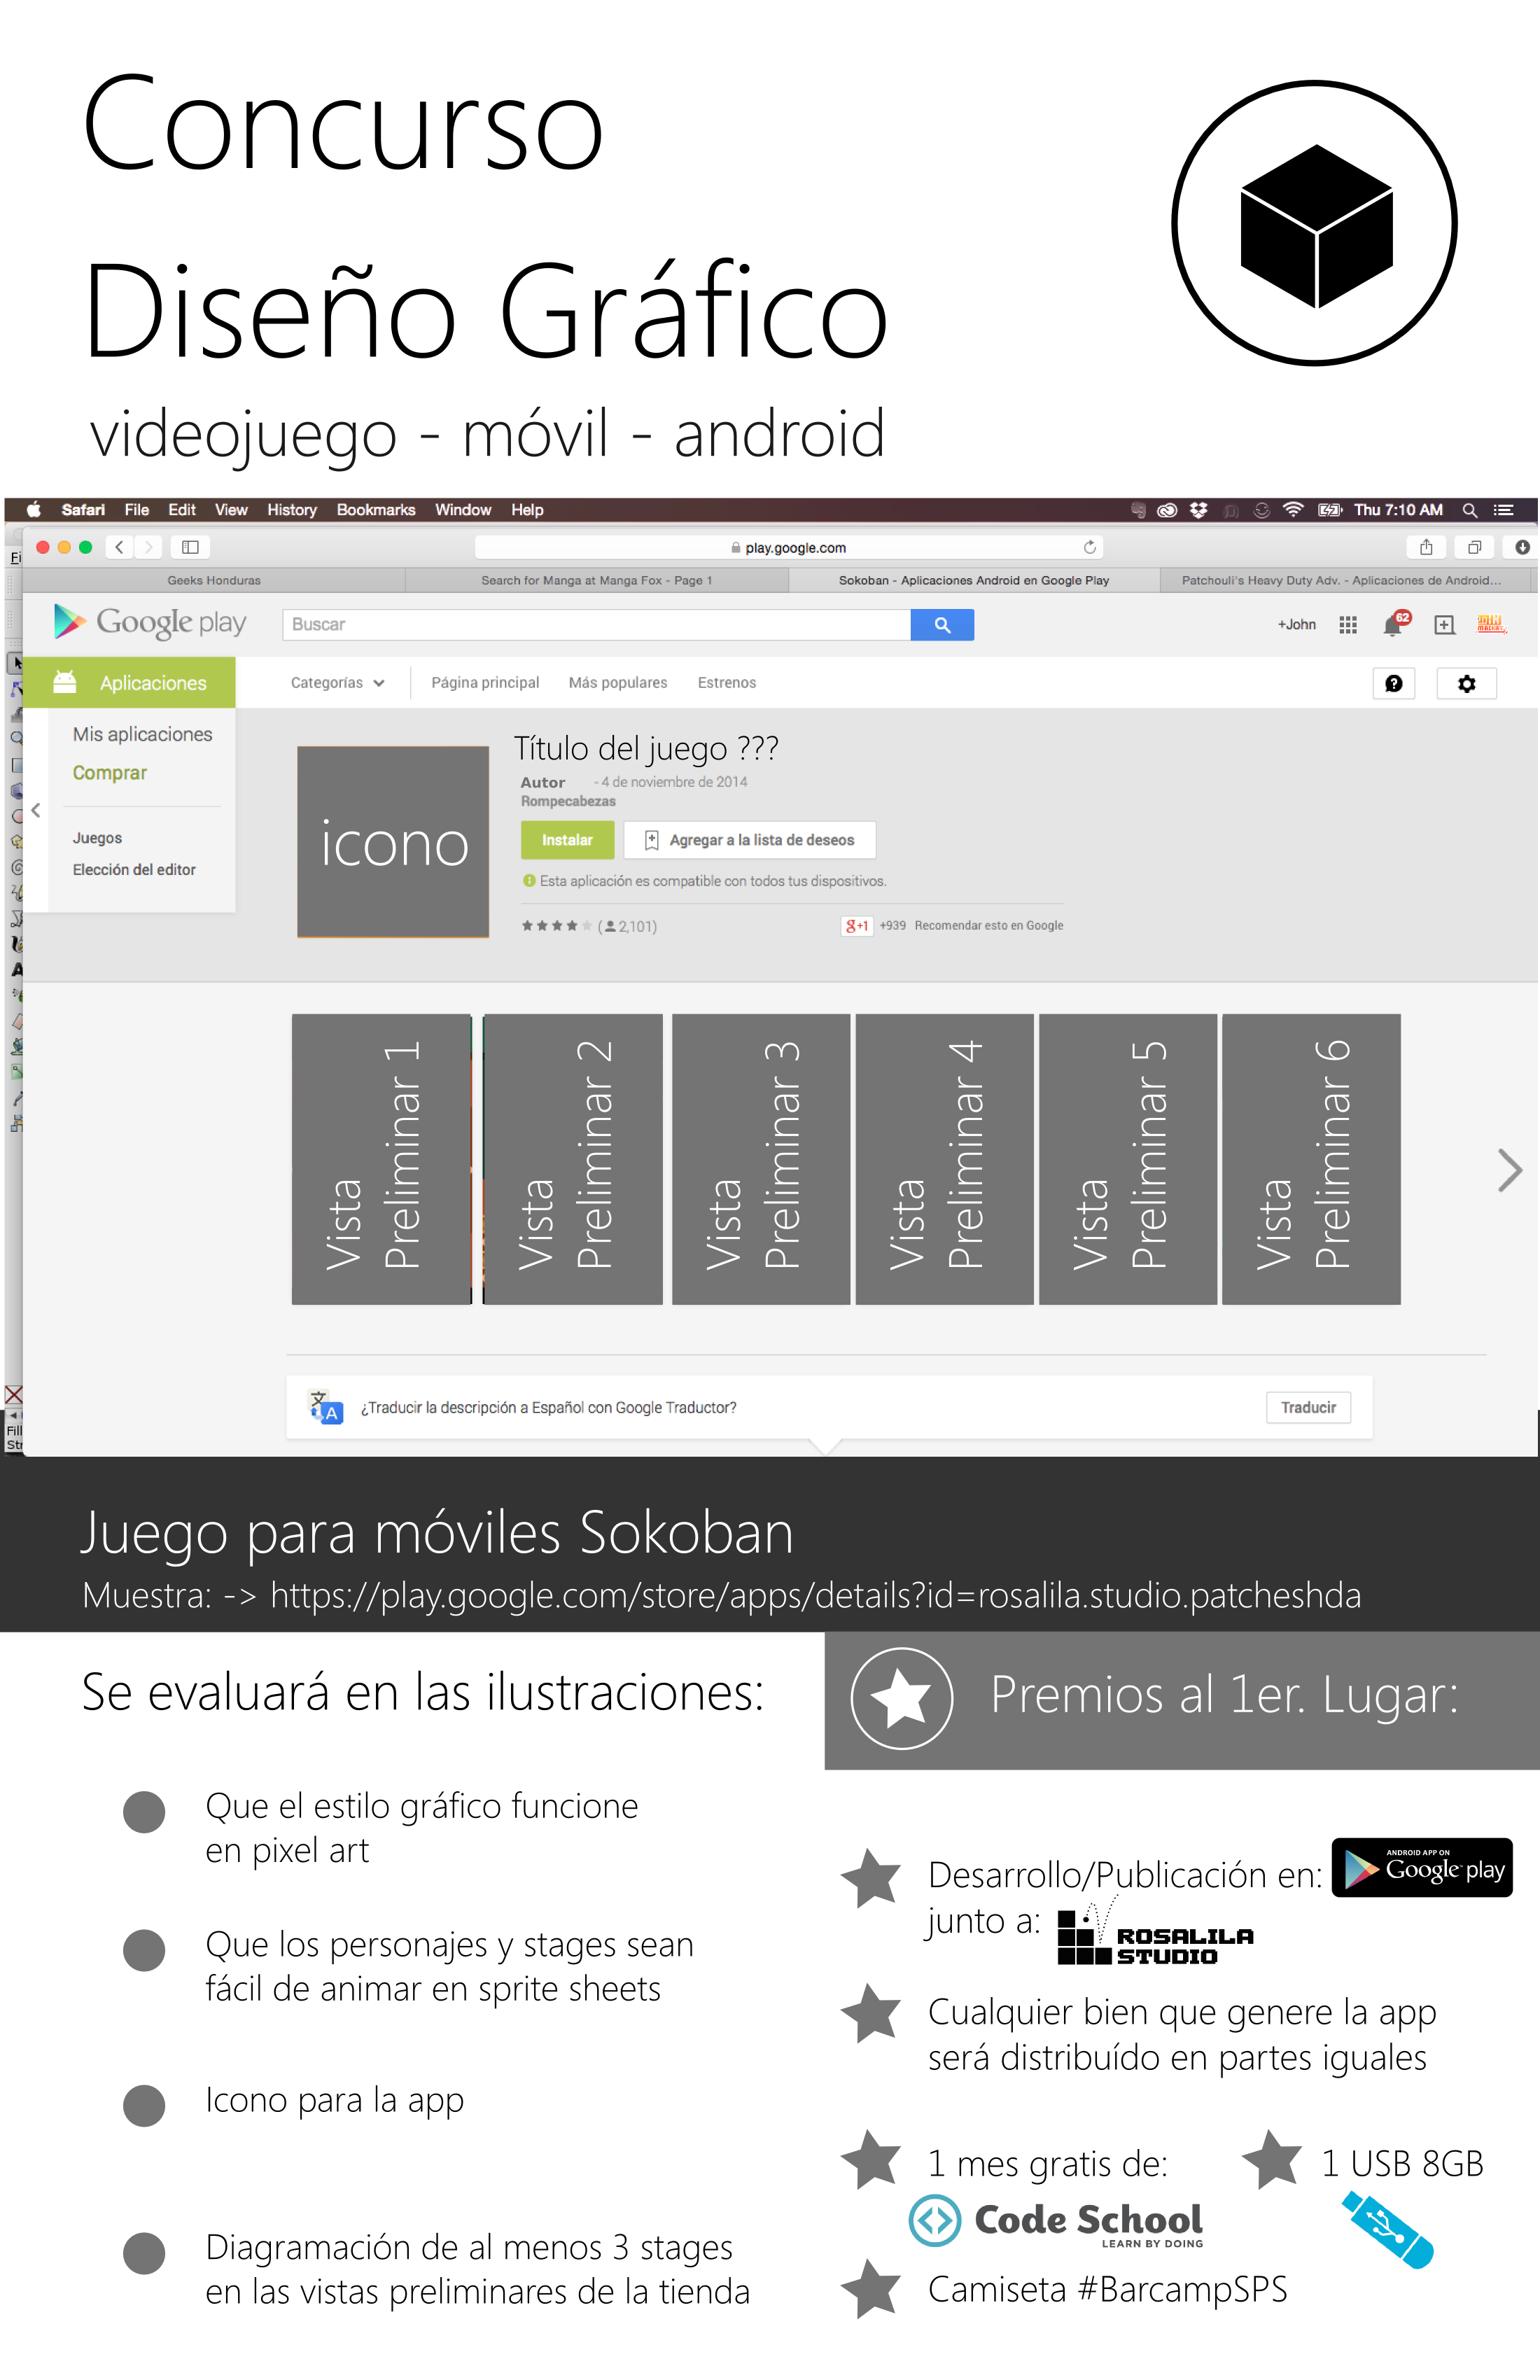 Concurso
Diseño Gráfico
videojuego - móvil - android
Safari File Edit View History Bookmarks Window Help Thu 7:10 AM
Fi
play.google.com
Geeks Honduras Search for Manga at Manga Fox - Page 1 Sokoban - Aplicaciones Android en Google Play Patchouli's Heavy Duty Adv. - Aplicaciones de Android...
Google play Buscar +John 62
Aplicaciones Categorías Página principal Más populares Estrenos
Mis aplicaciones
Comprar
Juegos
Elección del editor
icono
Título del juego ???
Autor - 4 de noviembre de 2014
Rompecabezas
Instalar Agregar a la lista de deseos
Esta aplicación es compatible con todos tus dispositivos.
(2,101) g+1 +939 Recomendar esto en Google
Vista
Preliminar 1
Vista
Preliminar 2
Vista
Preliminar 3
Vista
Preliminar 4
Vista
Preliminar 5
Vista
Preliminar 6
文 A ¿Traducir la descripción a Español con Google Traductor? Traducir
Fill
Str
Juego para móviles Sokoban
Muestra: -> https://play.google.com/store/apps/details?id=rosalila.studio.patcheshda
Se evaluará en las ilustraciones:
Que el estilo gráfico funcione
en pixel art
Que los personajes y stages sean
fácil de animar en sprite sheets
Icono para la app
Diagramación de al menos 3 stages
en las vistas preliminares de la tienda
Premios al 1er. Lugar:
Desarrollo/Publicación en:
ANDROID APP ON
Google play
junto a:
ROSALILA
STUDIO
Cualquier bien que genere la app
será distribuído en partes iguales
1 mes gratis de:
Code School
LEARN BY DOING
1 USB 8GB
Camiseta #BarcampSPS